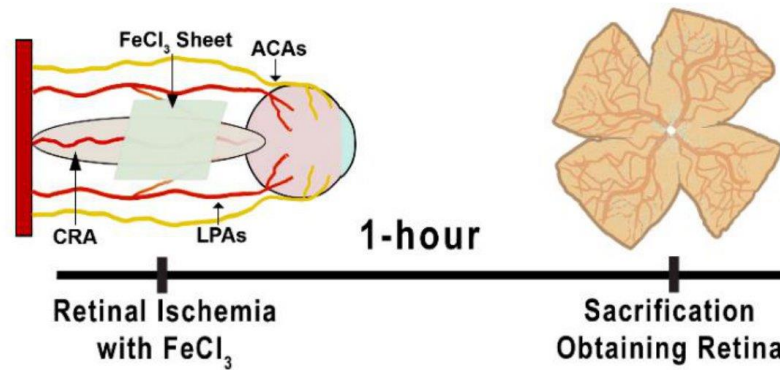 FeCl₃ Sheet
ACAs
CRA
LPAs
1-hour
Retinal Ischemia
with FeCl₃
Sacrification
Obtaining Retina